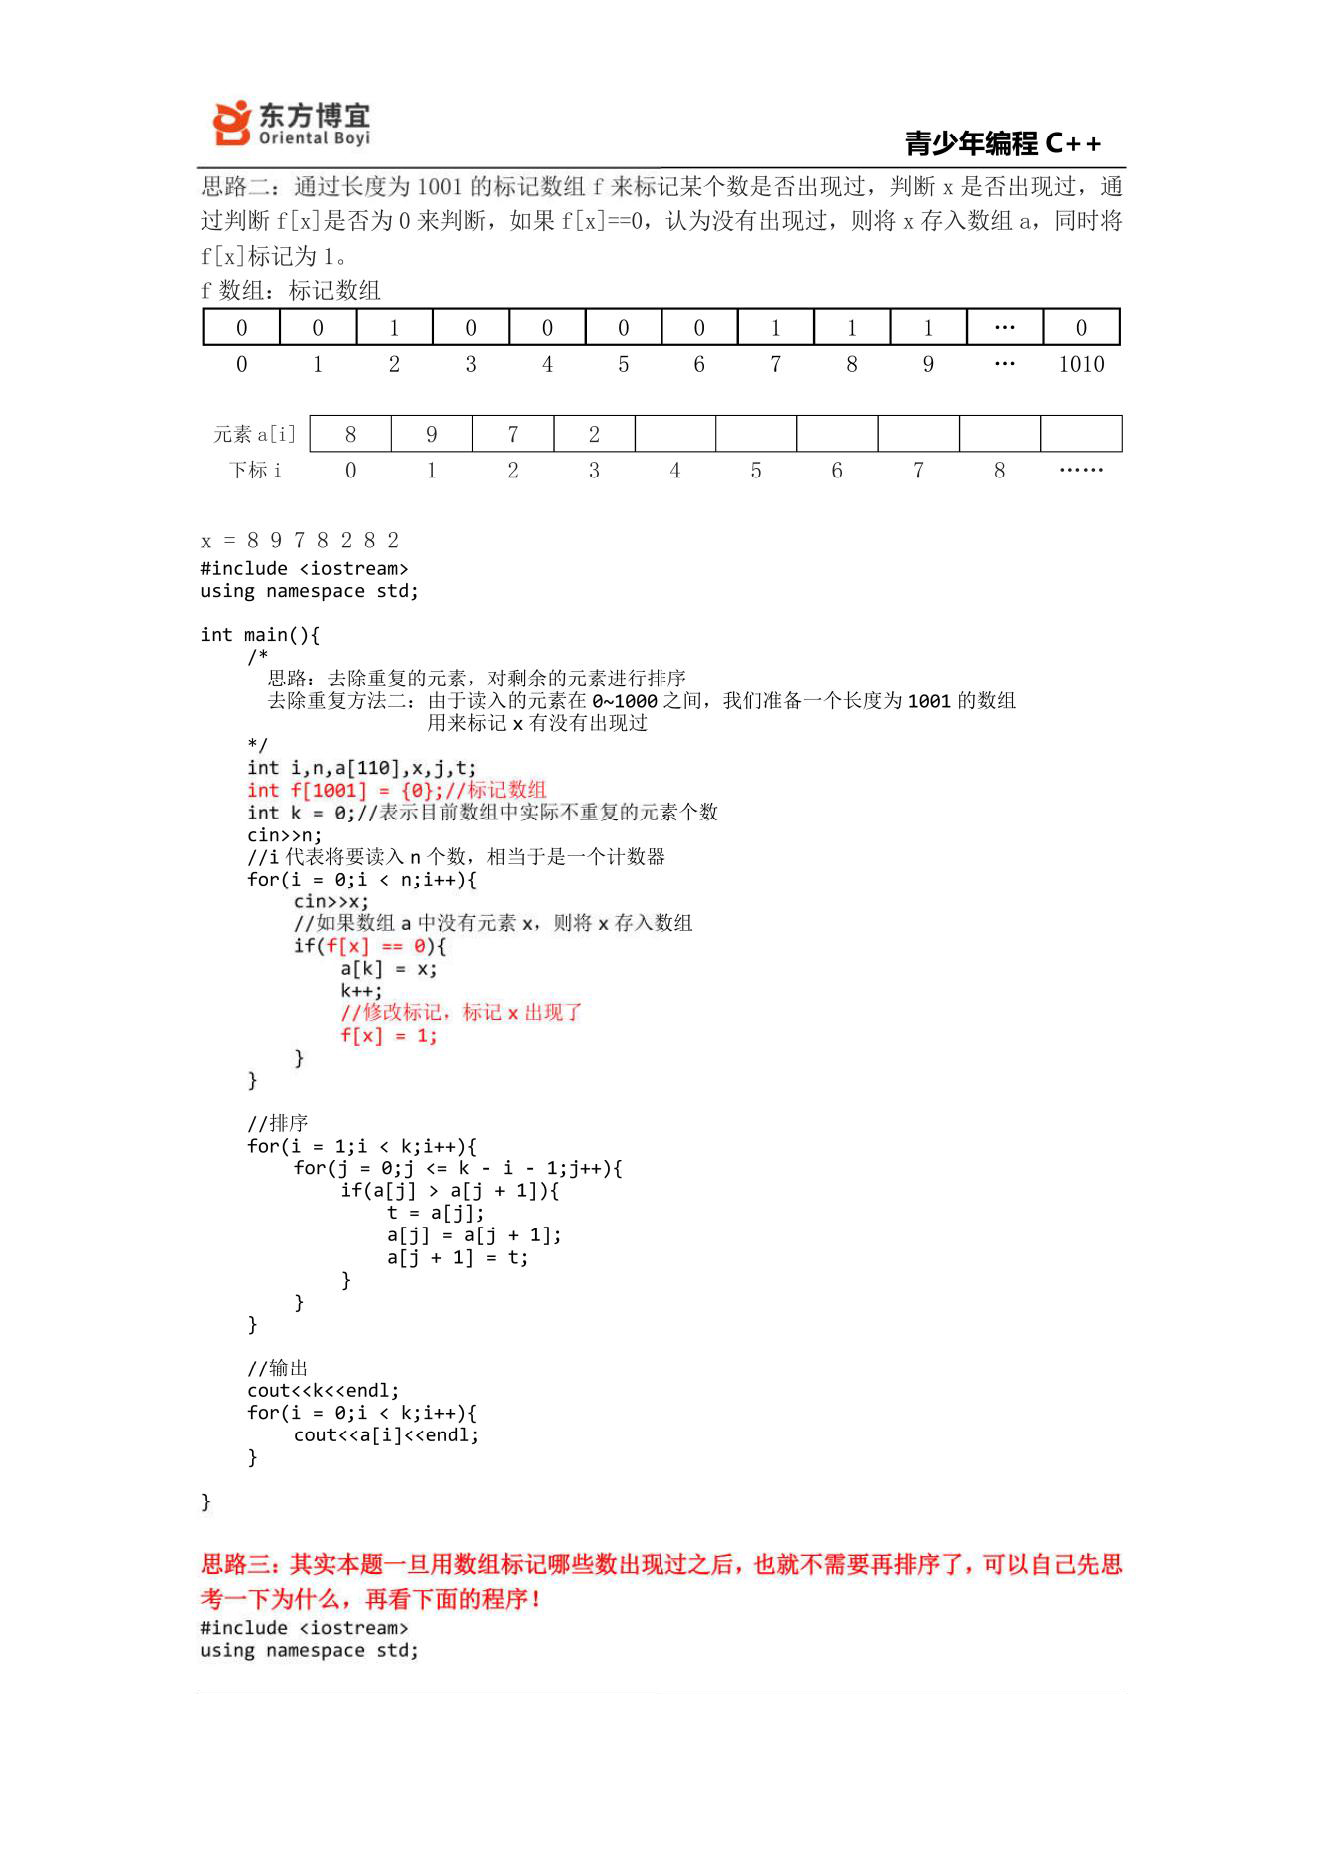 东方博宜
Oriental Boyi
青少年编程 C++
思路二：通过长度为 1001 的标记数组 f 来标记某个数是否出现过，判断 x 是否出现过，通
过判断 f[x]是否为 0 来判断，如果 f[x]==0，认为没有出现过，则将 x 存入数组 a，同时将
f[x]标记为 1。
f 数组：标记数组
0 0 1 0 0 0 0 1 1 1 … 0
0 1 2 3 4 5 6 7 8 9 … 1010
元素 a[i] 8 9 7 2
下标 i 0 1 2 3 4 5 6 7 8 ……
x = 8 9 7 8 2 8 2
#include <iostream>
using namespace std;
int main(){
/*
思路：去除重复的元素，对剩余的元素进行排序
去除重复方法二：由于读入的元素在 0~1000 之间，我们准备一个长度为 1001 的数组
用来标记 x 有没有出现过
*/
int i,n,a[110],x,j,t;
int f[1001] = {0};//标记数组
int k = 0;//表示目前数组中实际不重复的元素个数
cin>>n;
//i 代表将要读入 n 个数，相当于是一个计数器
for(i = 0;i < n;i++){
cin>>x;
//如果数组 a 中没有元素 x，则将 x 存入数组
if(f[x] == 0){
a[k] = x;
k++;
//修改标记，标记 x 出现了
f[x] = 1;
}
}
//排序
for(i = 1;i < k;i++){
for(j = 0;j <= k - i - 1;j++){
if(a[j] > a[j + 1]){
t = a[j];
a[j] = a[j + 1];
a[j + 1] = t;
}
}
}
//输出
cout<<k<<endl;
for(i = 0;i < k;i++){
cout<<a[i]<<endl;
}
}
思路三：其实本题一旦用数组标记哪些数出现过之后，也就不需要再排序了，可以自己先思
考一下为什么，再看下面的程序！
#include <iostream>
using namespace std;